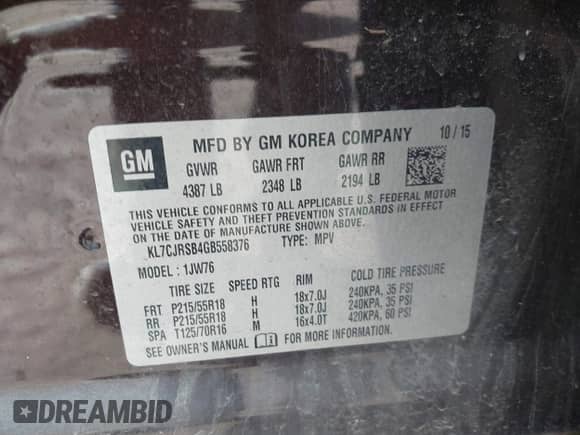 GM
MFD BY GM KOREA COMPANY 10 / 15
GVWR GAWR FRT GAWR RR
4387 LB 2348 LB 2194 LB
THIS VEHICLE CONFORMS TO ALL APPLICABLE U.S. FEDERAL MOTOR
VEHICLE SAFETY AND THEFT PREVENTION STANDARDS IN EFFECT ON
THE DATE OF MANUFACTURE SHOWN ABOVE.
KL7CJRSB4GB558376 TYPE: MPV
MODEL : 1JW76
TIRE SIZE SPEED RTG RIM COLD TIRE PRESSURE
FRT P215/55R18 H 18x7.0J 240KPA, 35 PSI
RR P215/55R18 H 18x7.0J 240KPA, 35 PSI
SPA T125/70R16 M 16x4.0T 420KPA, 60 PSI
SEE OWNER'S MANUAL FOR MORE INFORMATION
DREAMBID